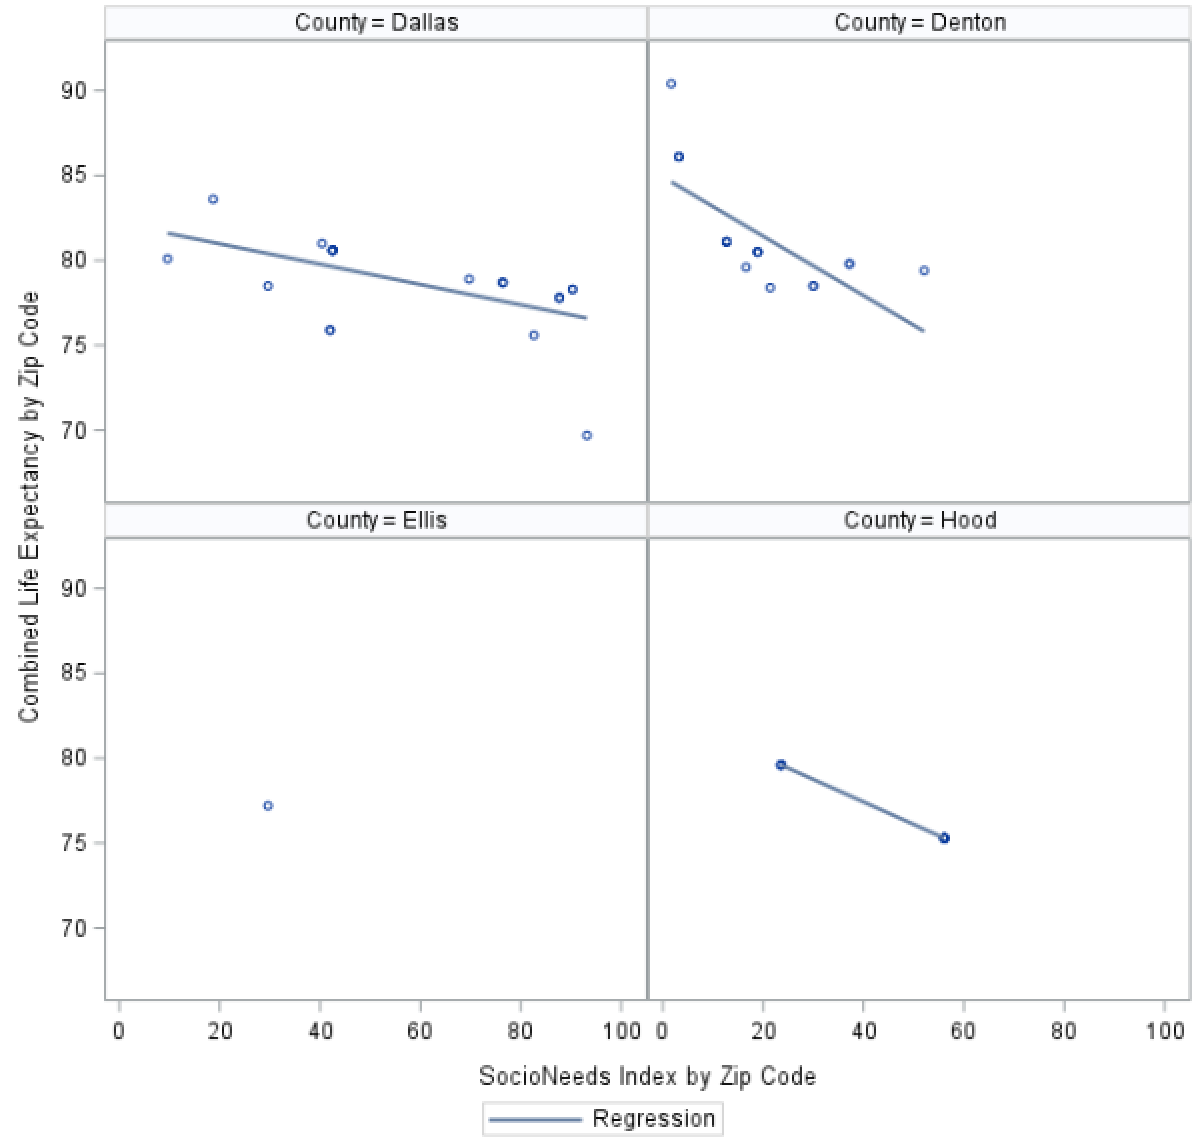 County = Dallas
County = Denton
90
85
80
75
70
County = Ellis
County = Hood
90
85
80
75
70
0 20 40 60 80 100 0 20 40 60 80 100
Combined Life Expectancy by Zip Code
SocioNeeds Index by Zip Code
Regression